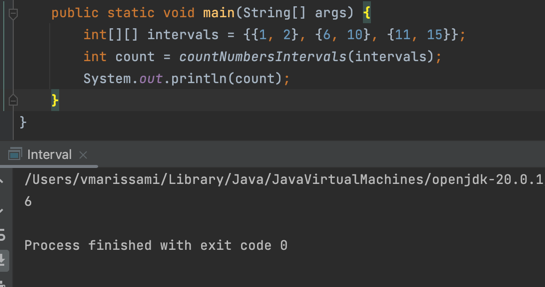 public static void main(String[] args) {
int[][] intervals = {{1, 2}, {6, 10}, {11, 15}};
int count = countNumbersIntervals(intervals);
System.out.println(count);
}
}
Interval ×
/Users/vmarissami/Library/Java/JavaVirtualMachines/openjdk-20.0.1
6
Process finished with exit code 0